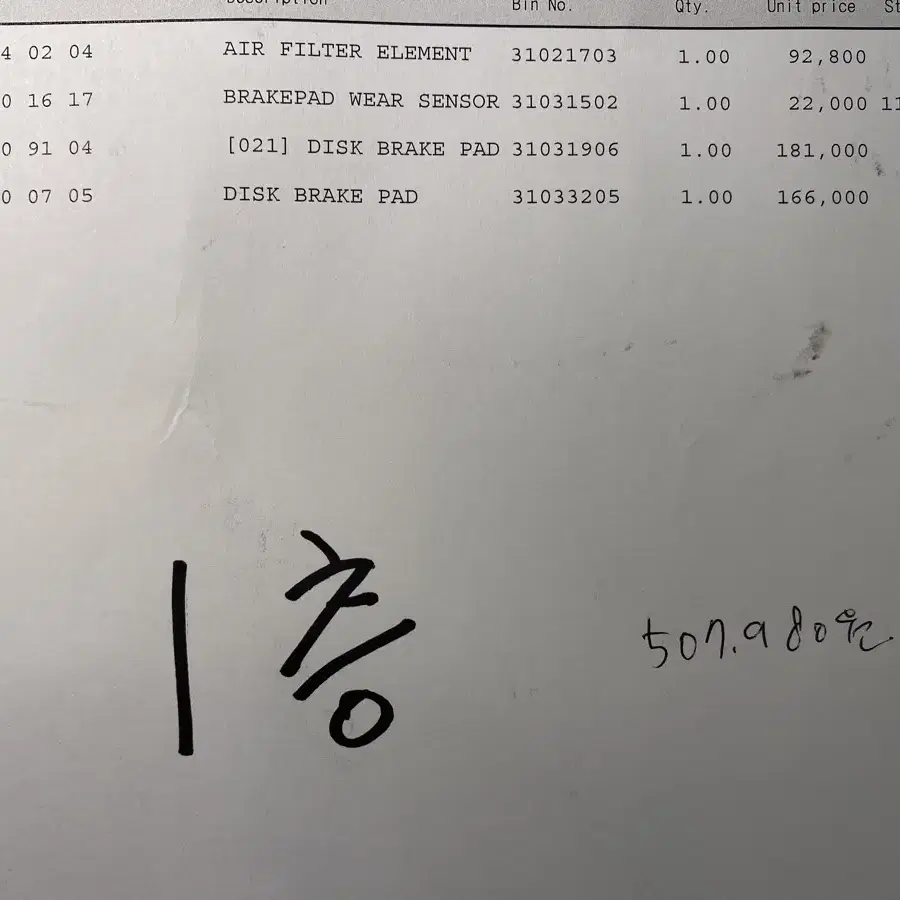 Description Bin No. Qty. Unit price St
4 02 04 AIR FILTER ELEMENT 31021703 1.00 92,800
0 16 17 BRAKEPAD WEAR SENSOR 31031502 1.00 22,000 11
0 91 04 [021] DISK BRAKE PAD 31031906 1.00 181,000
0 07 05 DISK BRAKE PAD 31033205 1.00 166,000
1층
507.980원